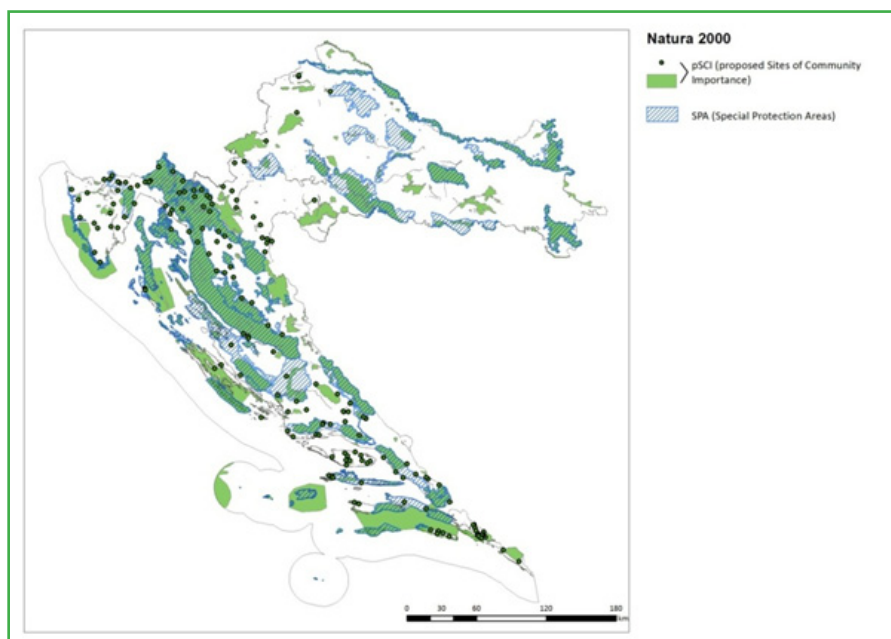 Natura 2000
pSCI (proposed Sites of Community
Importance)
SPA (Special Protection Areas)
0 30 60 120 180
km